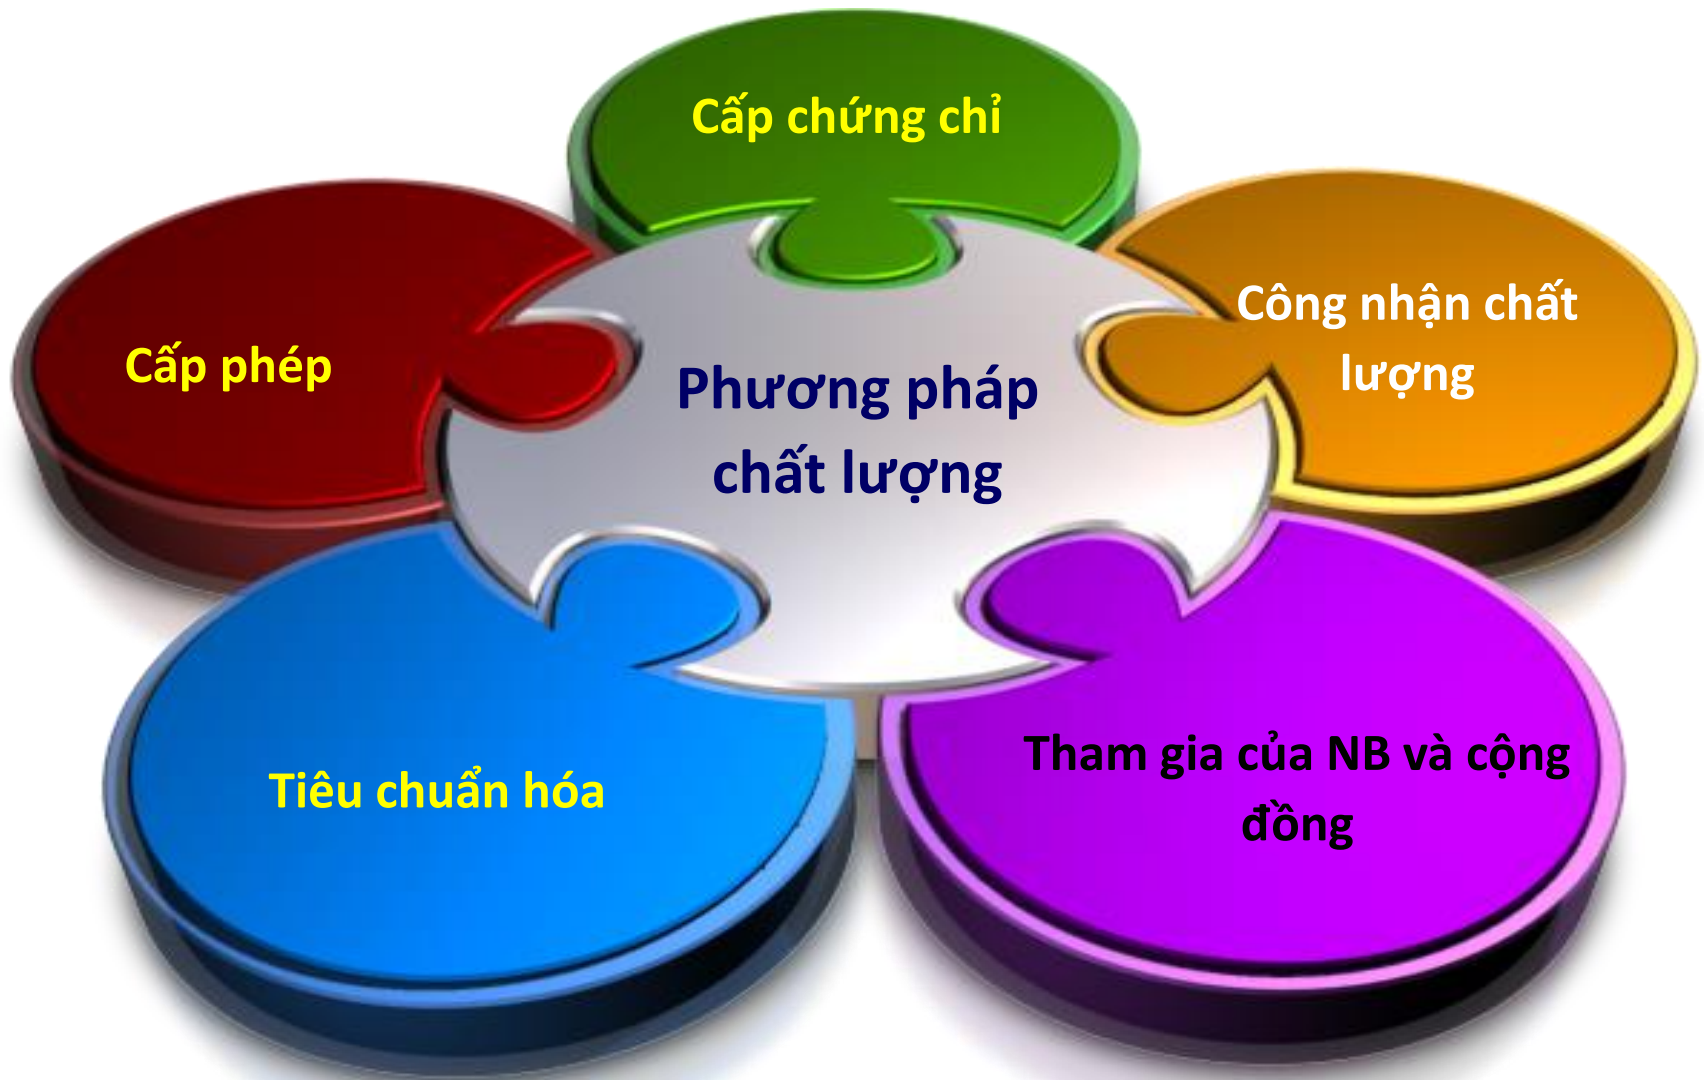 Cấp chứng chỉ
Công nhận chất
lượng
Cấp phép
Phương pháp
chất lượng
Tham gia của NB và cộng
đồng
Tiêu chuẩn hóa